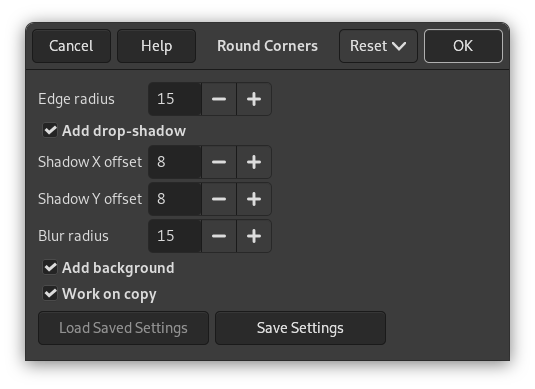 Cancel Help Round Corners Reset OK
Edge radius 15
Add drop-shadow
Shadow X offset 8
Shadow Y offset 8
Blur radius 15
Add background
Work on copy
Load Saved Settings Save Settings